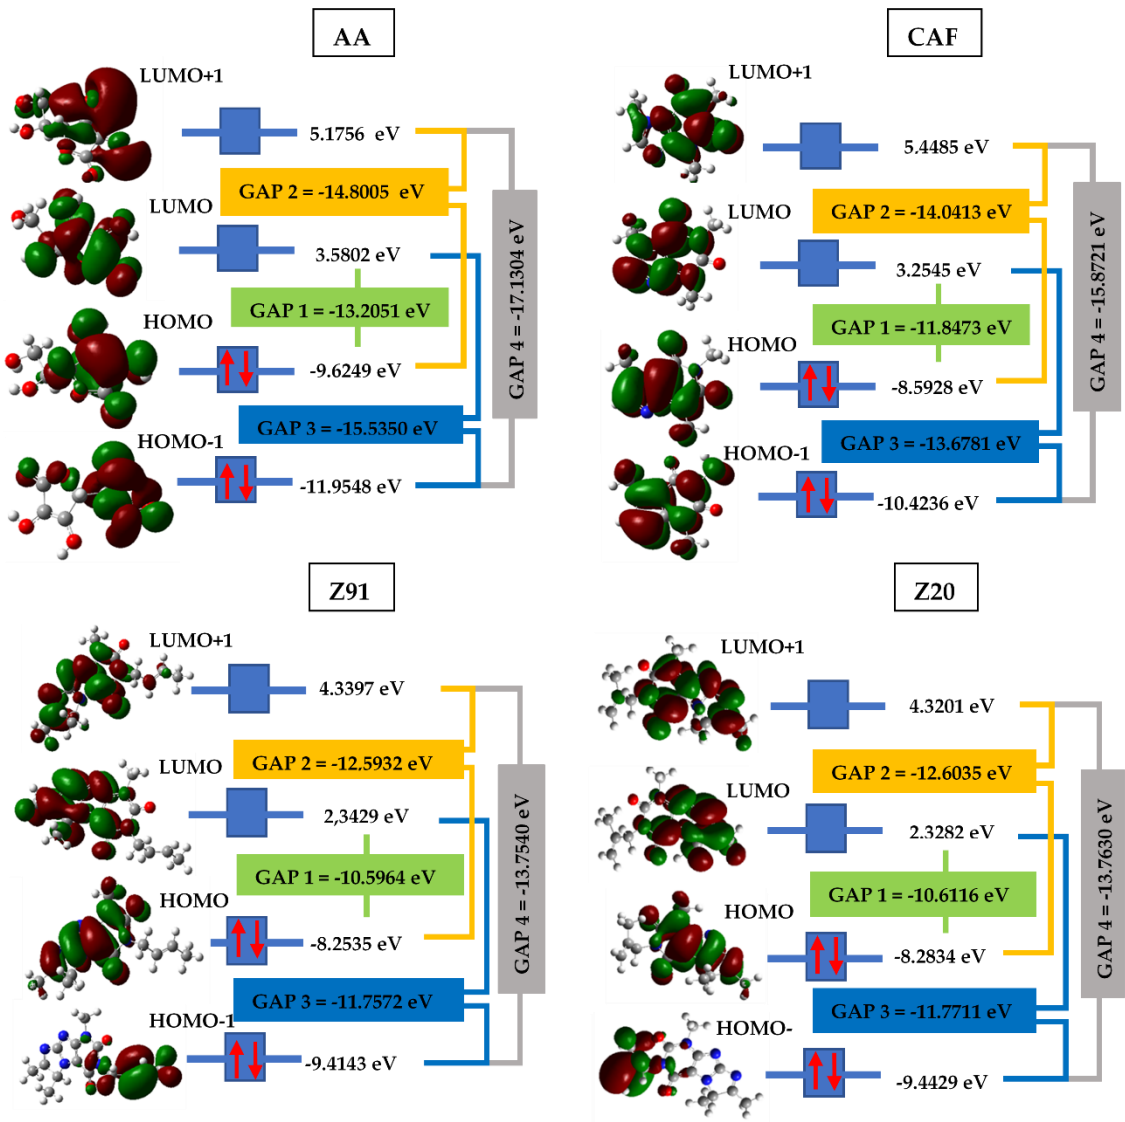 AA
LUMO+1
5.1756 eV
GAP 2 = -14.8005 eV
LUMO
3.5802 eV
GAP 1 = -13.2051 eV
HOMO
-9.6249 eV
GAP 3 = -15.5350 eV
HOMO-1
-11.9548 eV
GAP 4 = -17.1304 eV
CAF
LUMO+1
5.4485 eV
GAP 2 = -14.0413 eV
LUMO
3.2545 eV
GAP 1 = -11.8473 eV
HOMO
-8.5928 eV
GAP 3 = -13.6781 eV
HOMO-1
-10.4236 eV
GAP 4 = -15.8721 eV
Z91
LUMO+1
4.3397 eV
GAP 2 = -12.5932 eV
LUMO
2,3429 eV
GAP 1 = -10.5964 eV
HOMO
-8.2535 eV
GAP 3 = -11.7572 eV
HOMO-1
-9.4143 eV
GAP 4 = -13.7540 eV
Z20
LUMO+1
4.3201 eV
GAP 2 = -12.6035 eV
LUMO
2.3282 eV
GAP 1 = -10.6116 eV
HOMO
-8.2834 eV
GAP 3 = -11.7711 eV
HOMO-
-9.4429 eV
GAP 4 = -13.7630 eV